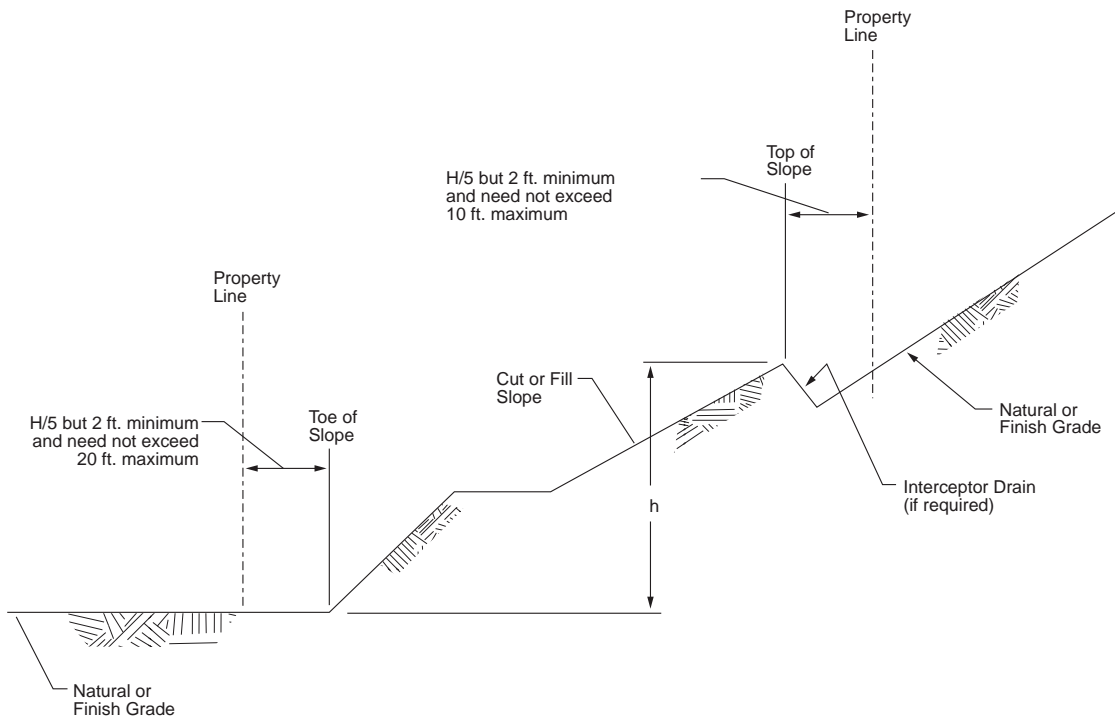 Property
Line
Top of
Slope
H/5 but 2 ft. minimum
and need not exceed
10 ft. maximum
Property
Line
Cut or Fill
Slope
Toe of
Slope
H/5 but 2 ft. minimum
and need not exceed
20 ft. maximum
Natural or
Finish Grade
Interceptor Drain
(if required)
h
Natural or
Finish Grade